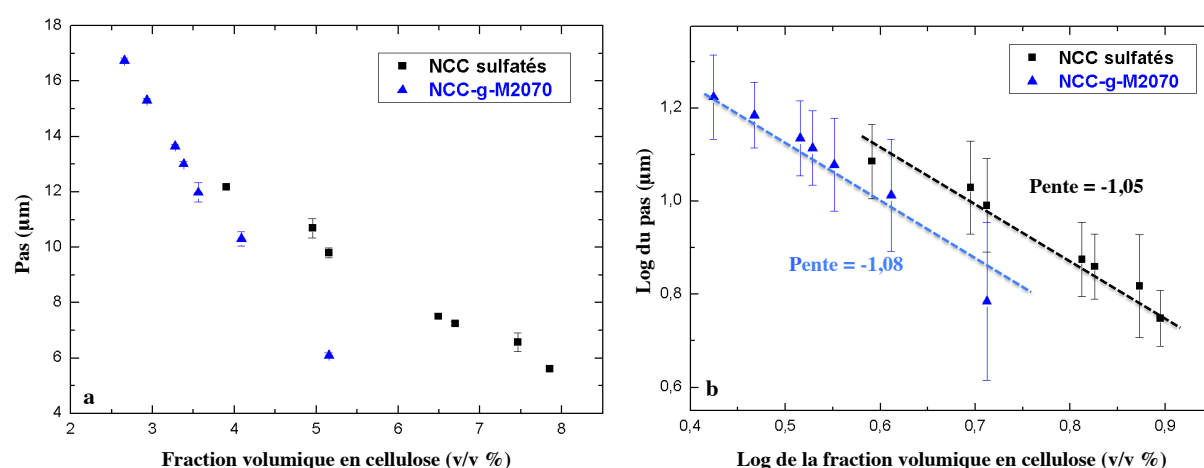 18
16
14
12
10
8
6
4
2
3
4
5
6
7
8
Pas (µm)
NCC sulfatés
NCC-g-M2070
a
Fraction volumique en cellulose (v/v %)
1,2
1,0
0,8
0,6
0,4
0,5
0,6
0,7
0,8
0,9
Log du pas (µm)
NCC sulfatés
NCC-g-M2070
Pente = -1,05
Pente = -1,08
b
Log de la fraction volumique en cellulose (v/v %)